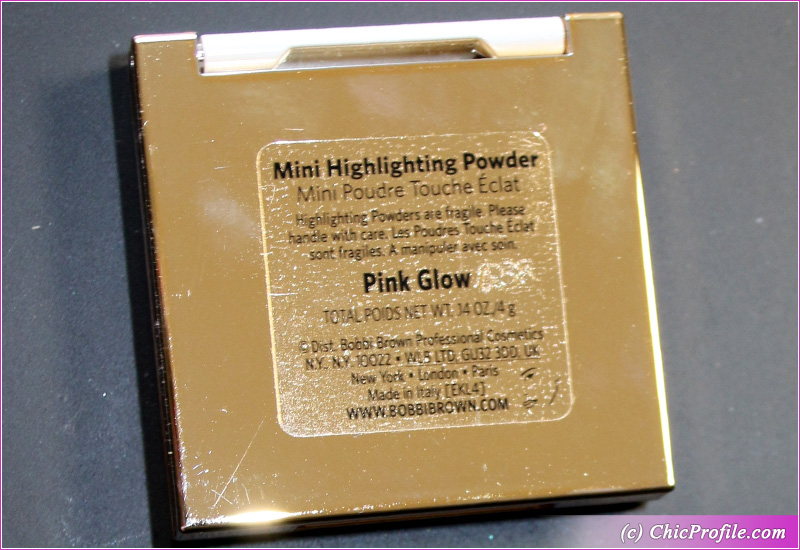 Mini Highlighting Powder
Mini Poudre Touche Éclat
Highlighting Powders are fragile. Please
handle with care. Les Poudres Touche Éclat
sont fragiles. A manipuler avec soin.
Pink Glow
TOTAL POIDS NET WT. .14 OZ./4 g
© Dist. Bobbi Brown Professional Cosmetics
N.Y., N.Y. 10022 • WL5 LTD, GU32 3DD, UK
New York • London • Paris
Made in Italy [EKL4]
WWW.BOBBIBROWN.COM
(c) ChicProfile.com